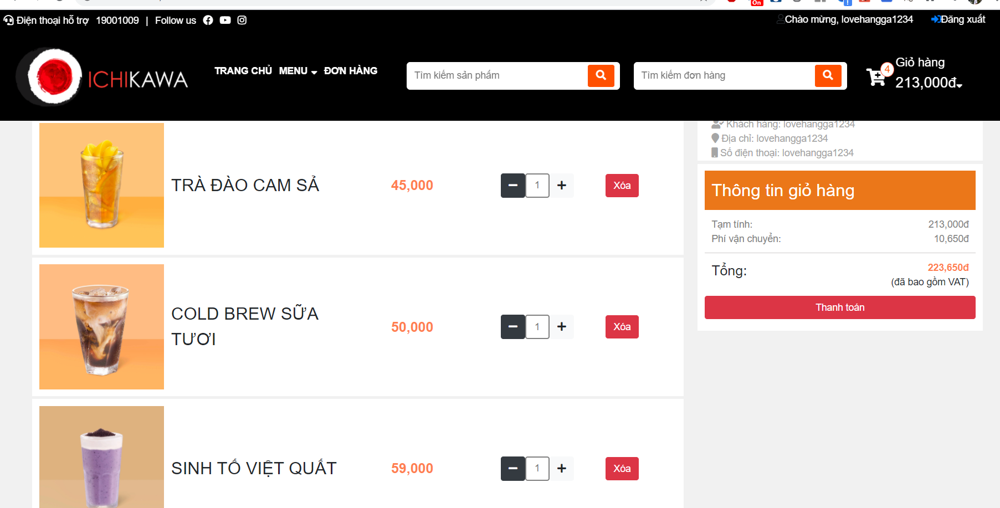 On
Điện thoại hỗ trợ 19001009 | Follow us
Chào mừng, lovehangga1234 Đăng xuất
ICHIKAWA
TRANG CHỦ MENU ĐƠN HÀNG
Tìm kiếm sản phẩm
Tìm kiếm đơn hàng
4
Giỏ hàng
213,000đ
Khách hàng: lovehangga1234
Địa chỉ: lovehangga1234
Số điện thoại: lovehangga1234
TRÀ ĐÀO CAM SẢ
45,000
1
Xóa
Thông tin giỏ hàng
Tạm tính: 213,000đ
Phí vận chuyển: 10,650đ
Tổng: 223,650đ
(đã bao gồm VAT)
Thanh toán
COLD BREW SỮA
TƯƠI
50,000
1
Xóa
SINH TỐ VIỆT QUẤT
59,000
1
Xóa